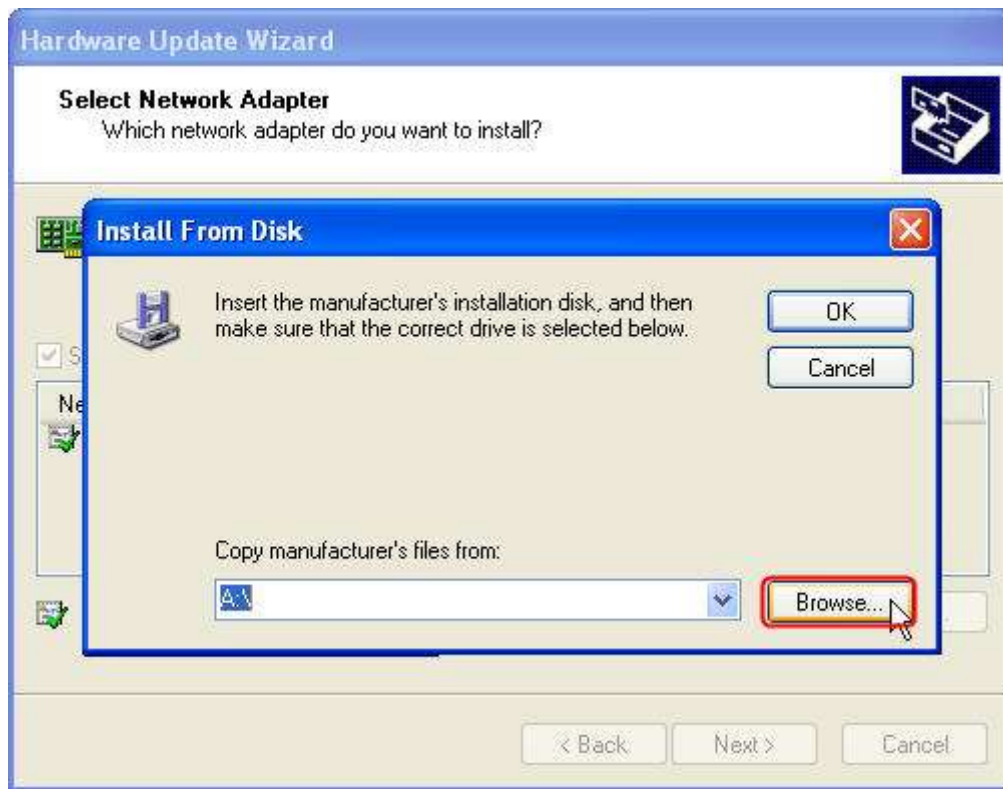 Hardware Update Wizard
Select Network Adapter
Which network adapter do you want to install?
Install From Disk
Insert the manufacturer's installation disk, and then
make sure that the correct drive is selected below.
OK
Cancel
S
Ne
Copy manufacturer's files from:
A:\
Browse...
< Back
Next >
Cancel